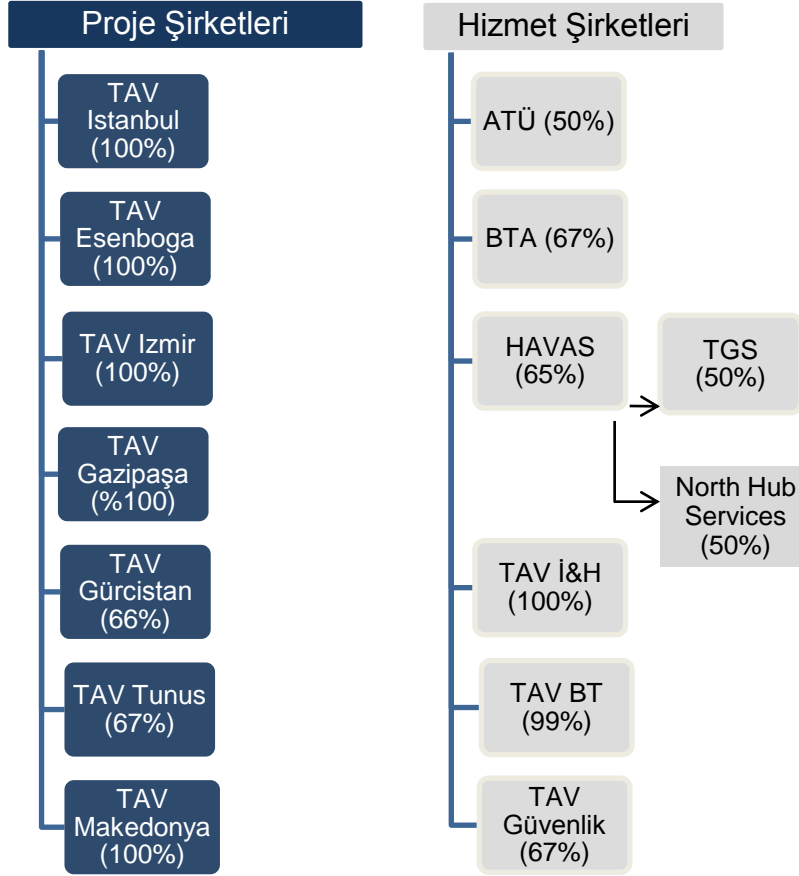 Proje Şirketleri
TAV
Istanbul
(100%)
TAV
Esenboga
(100%)
TAV Izmir
(100%)
TAV
Gazipaşa
(%100)
TAV
Gürcistan
(66%)
TAV Tunus
(67%)
TAV
Makedonya
(100%)
Hizmet Şirketleri
ATÜ (50%)
BTA (67%)
HAVAS
(65%)
TGS
(50%)
North Hub
Services
(50%)
TAV İ&H
(100%)
TAV BT
(99%)
TAV
Güvenlik
(67%)